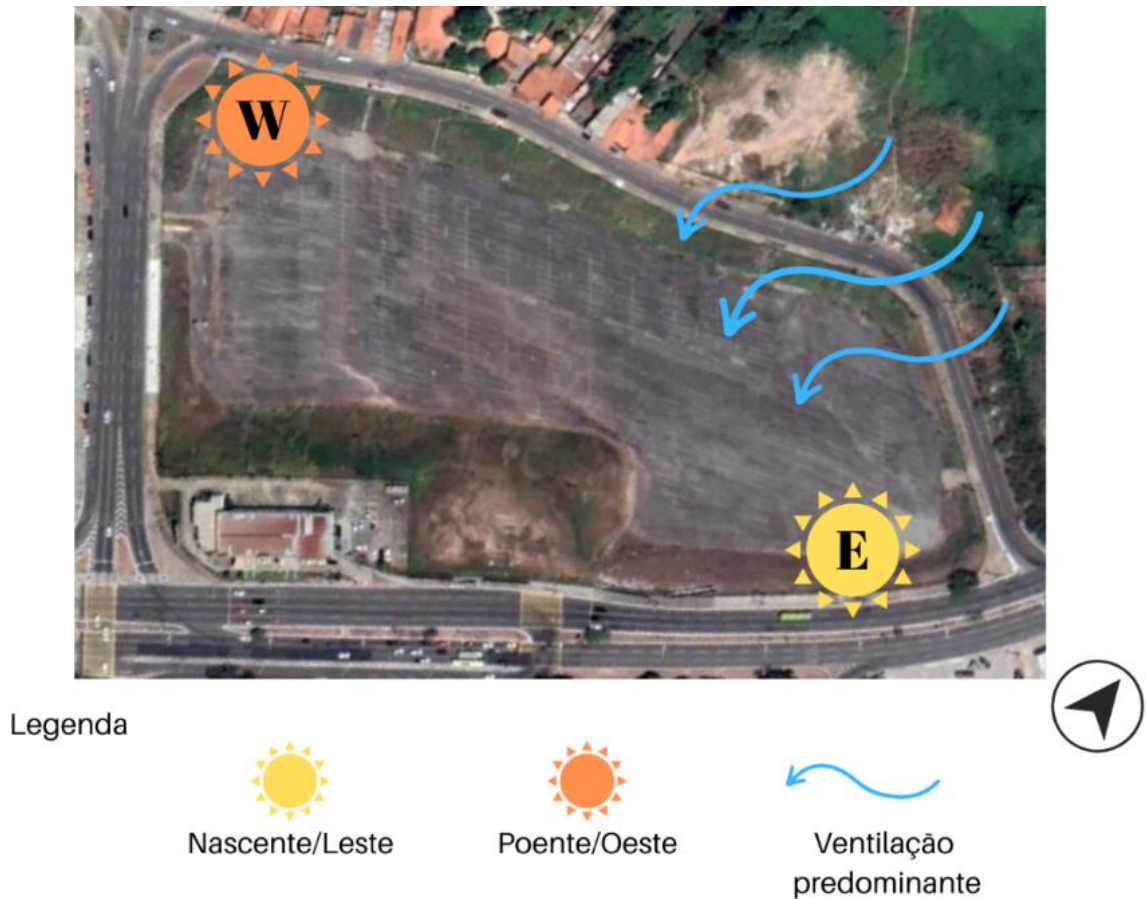 W
E
Legenda
Nascente/Leste
Poente/Oeste
Ventilação
predominante